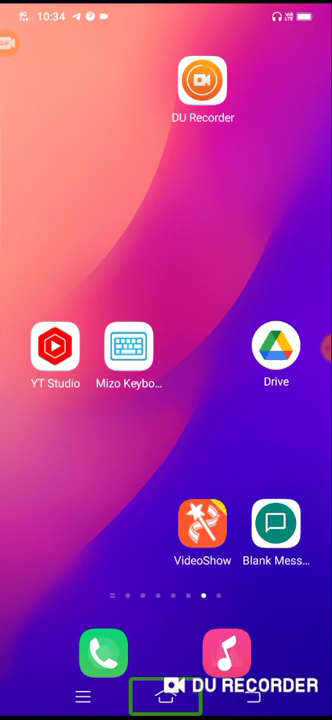 10:34
DU Recorder
YT Studio
Mizo Keybo...
Drive
VideoShow
Blank Mess...
DU RECORDER